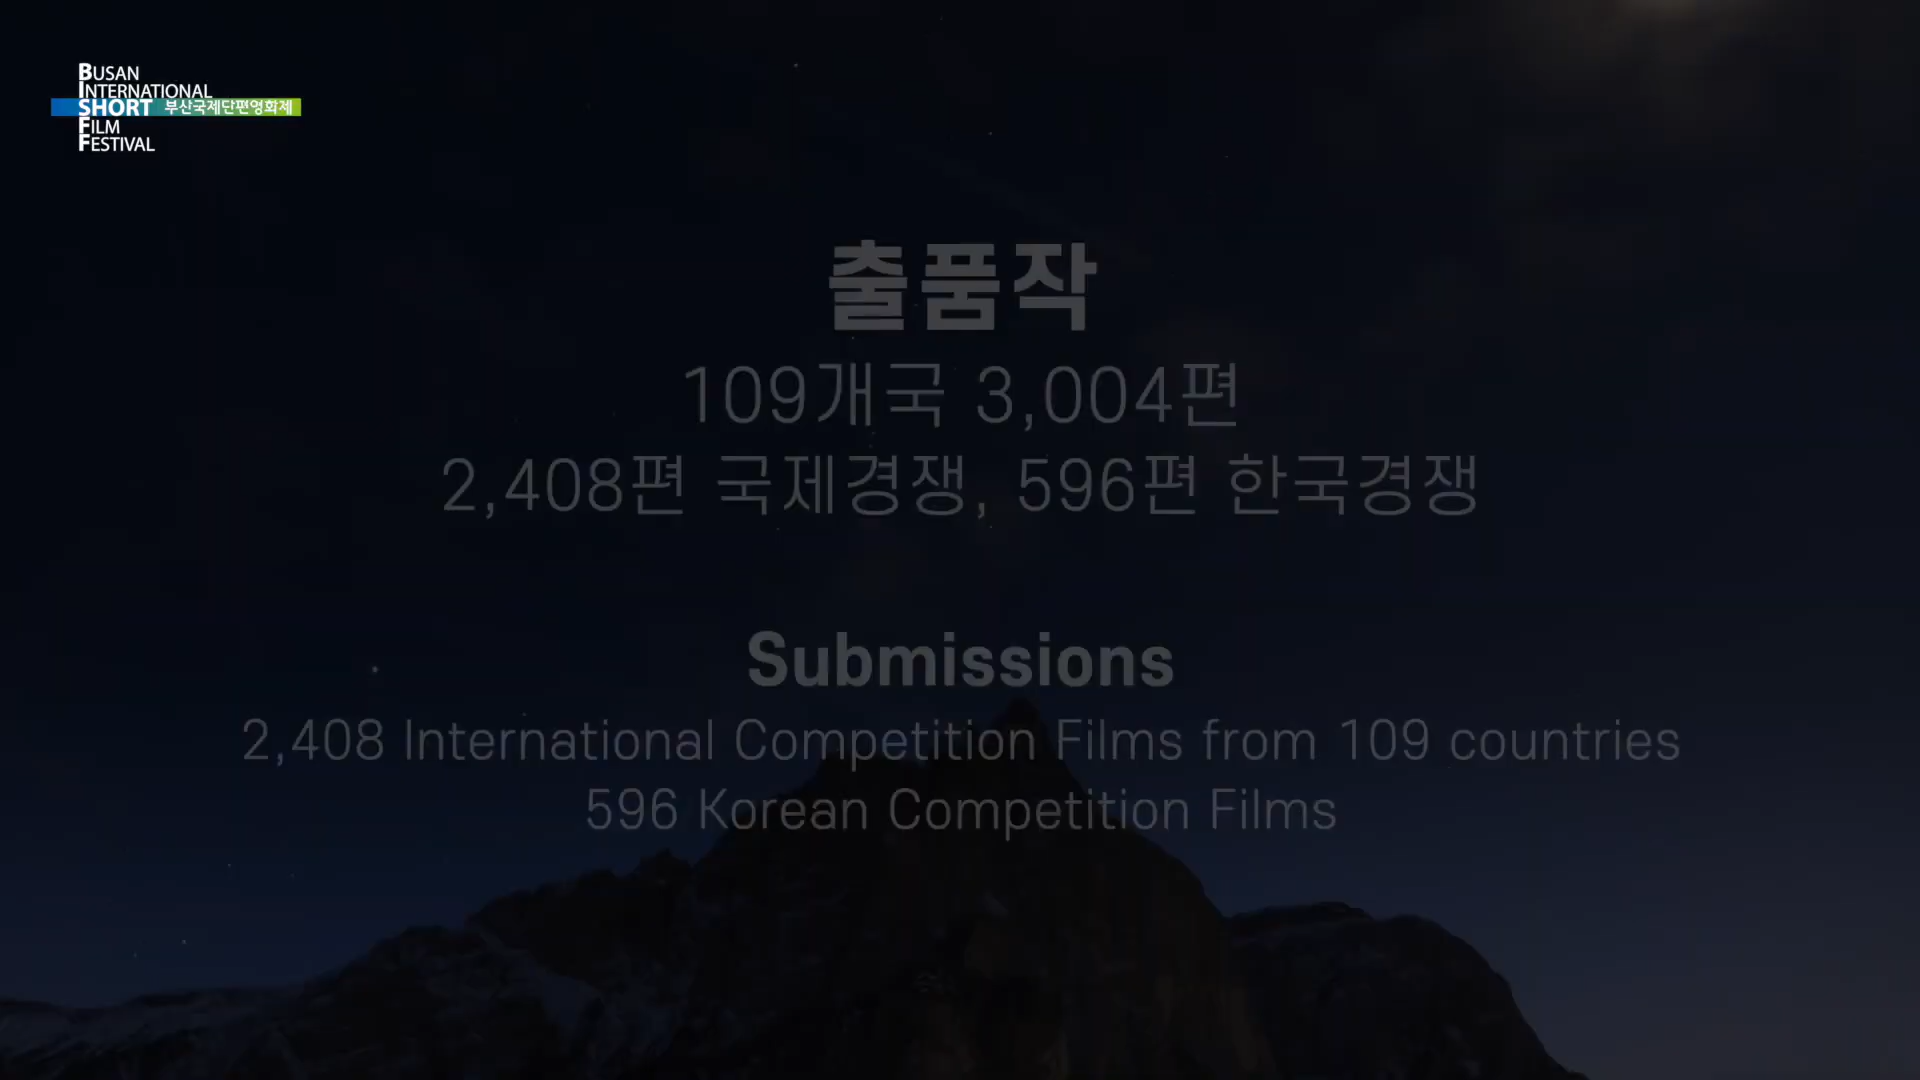 BUSAN
INTERNATIONAL
SHORT 부산국제단편영화제
FILM
FESTIVAL
출품작
109개국 3,004편
2,408편 국제경쟁, 596편 한국경쟁
Submissions
2,408 International Competition Films from 109 countries
596 Korean Competition Films